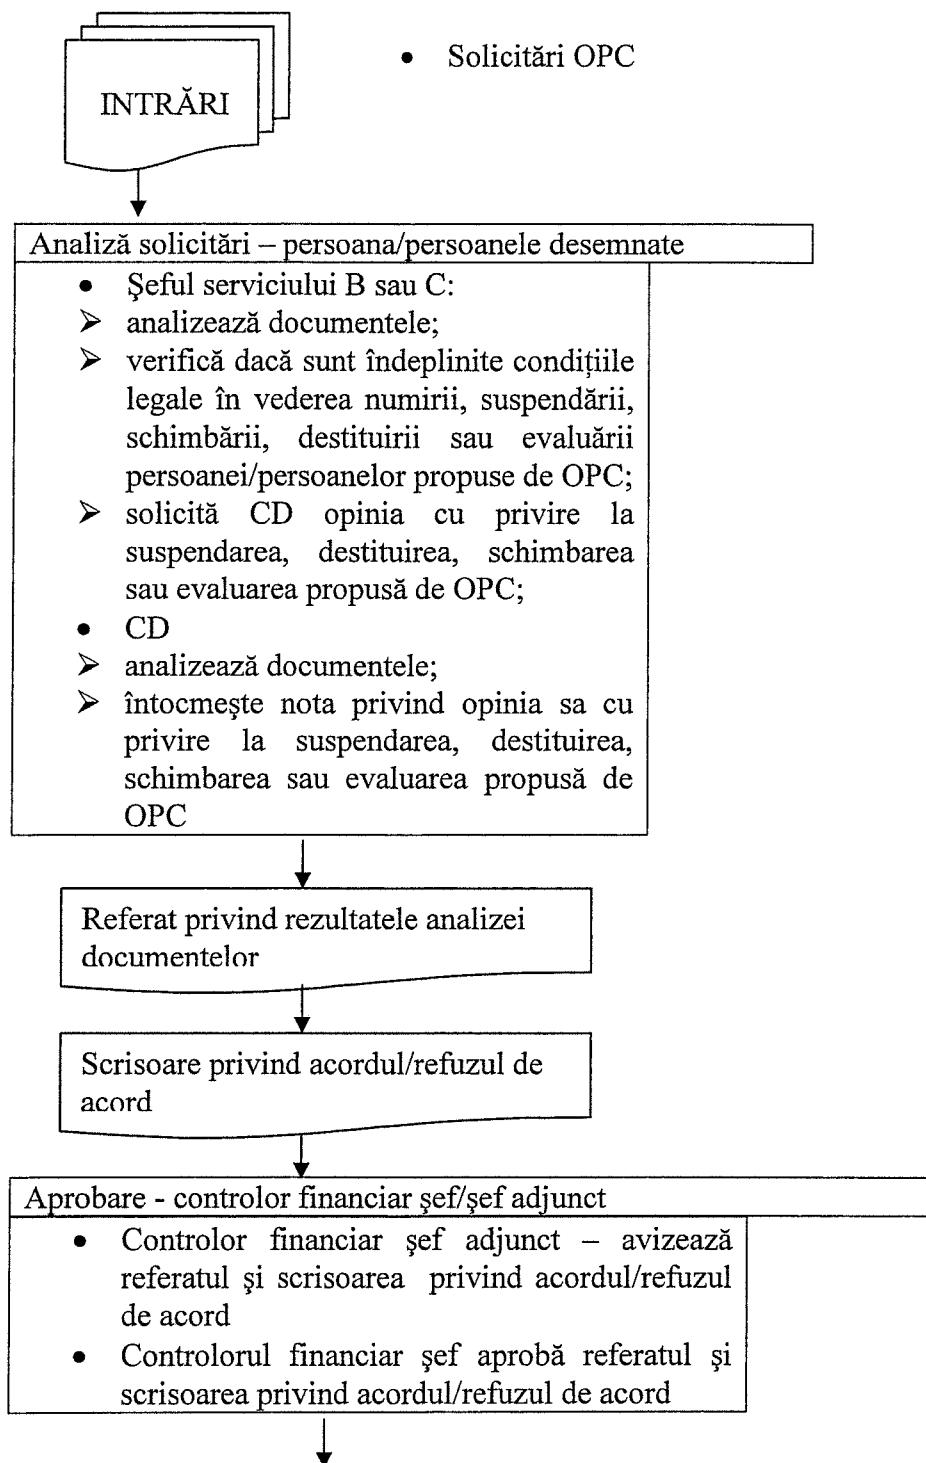 • Solicitări OPC
INTRĂRI
Analiză solicitări – persoana/persoanele desemnate
• Şeful serviciului B sau C:
➢ analizează documentele;
➢ verifică dacă sunt îndeplinite condițiile
legale în vederea numirii, suspendării,
schimbării, destituirii sau evaluării
persoanei/persoanelor propuse de OPC;
➢ solicită CD opinia cu privire la
suspendarea, destituirea, schimbarea
sau evaluarea propusă de OPC;
• CD
➢ analizează documentele;
➢ întocmeşte nota privind opinia sa cu
privire la suspendarea, destituirea,
schimbarea sau evaluarea propusă de
OPC
Referat privind rezultatele analizei
documentelor
Scrisoare privind acordul/refuzul de
acord
Aprobare - controlor financiar şef/şef adjunct
• Controlor financiar şef adjunct – avizează
referatul şi scrisoarea privind acordul/refuzul
de acord
• Controlorul financiar şef aprobă referatul şi
scrisoarea privind acordul/refuzul de acord